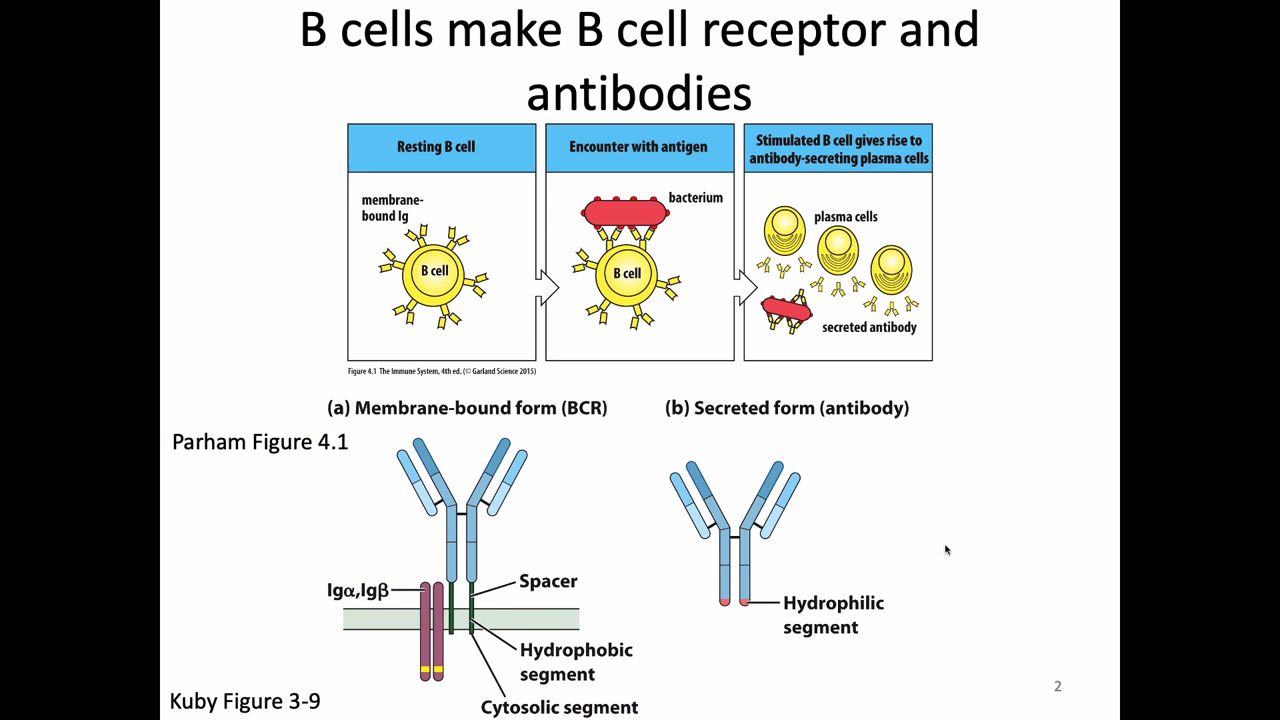 B cells make B cell receptor and
antibodies
Resting B cell
Encounter with antigen
Stimulated B cell gives rise to
antibody-secreting plasma cells
membrane-
bound Ig
B cell
bacterium
B cell
plasma cells
secreted antibody
Figure 4.1 The Immune System, 4th ed. (© Garland Science 2015)
(a) Membrane-bound form (BCR)
(b) Secreted form (antibody)
Parham Figure 4.1
Igα,Igβ
Spacer
Hydrophobic
segment
Cytosolic segment
Hydrophilic
segment
Kuby Figure 3-9
2